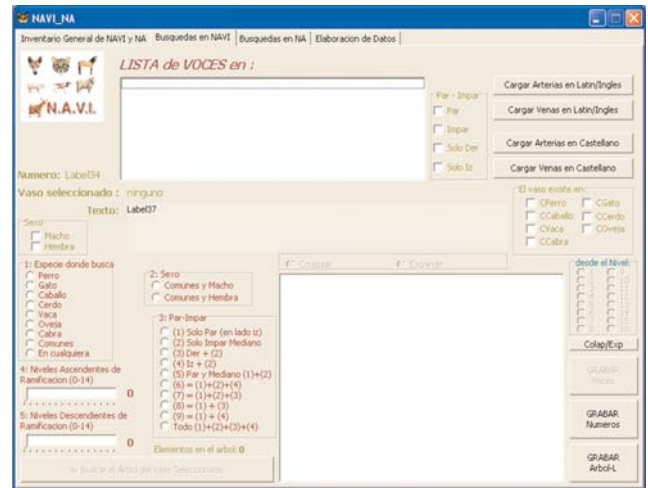 NAVI_NA
Inventario General de NAVI y NA
Busquedas en NAVI
Busquedas en NA
Elaboracion de Datos
N.A.V.I.
LISTA de VOCES en :
Numero: Label34
Par - Impar
Par
Impar
Solo Der
Solo Iz
Cargar Arterias en Latin/Ingles
Cargar Venas en Latin/Ingles
Cargar Arterias en Castellano
Cargar Venas en Castellano
Vaso seleccionado : ninguno
Texto: Label37
El vaso existe en:
CPerro
CGato
CCaballo
CCerdo
CVaca
COveja
CCabra
Sexo
Macho
Hembra
1: Especie donde busca
Perro
Gato
Caballo
Cerdo
Vaca
Oveja
Cabra
Comunes
En cualquiera
2: Sexo
Comunes y Macho
Comunes y Hembra
3: Par-Impar
(1) Solo Par (en lado iz)
(2) Solo Impar Mediano
(3) Der + (2)
(4) Iz + (2)
(5) Par y Mediano (1)+(2)
(6) = (1)+(2)+(4)
(7) = (1)+(2)+(3)
(8) = (1) + (3)
(9) = (1) + (4)
Todo (1)+(2)+(3)+(4)
4: Niveles Ascendentes de
Ramificacion (0-14)
0
5: Niveles Descendentes de
Ramificacion (0-14)
0
Elementos en el arbol: 0
Buscar el Arbol del vaso Seleccionado
Colapsar
Expandir
desde el Nivel:
Colap/Exp
GRABAR
Voces
GRABAR
Numeros
GRABAR
Arbol-L